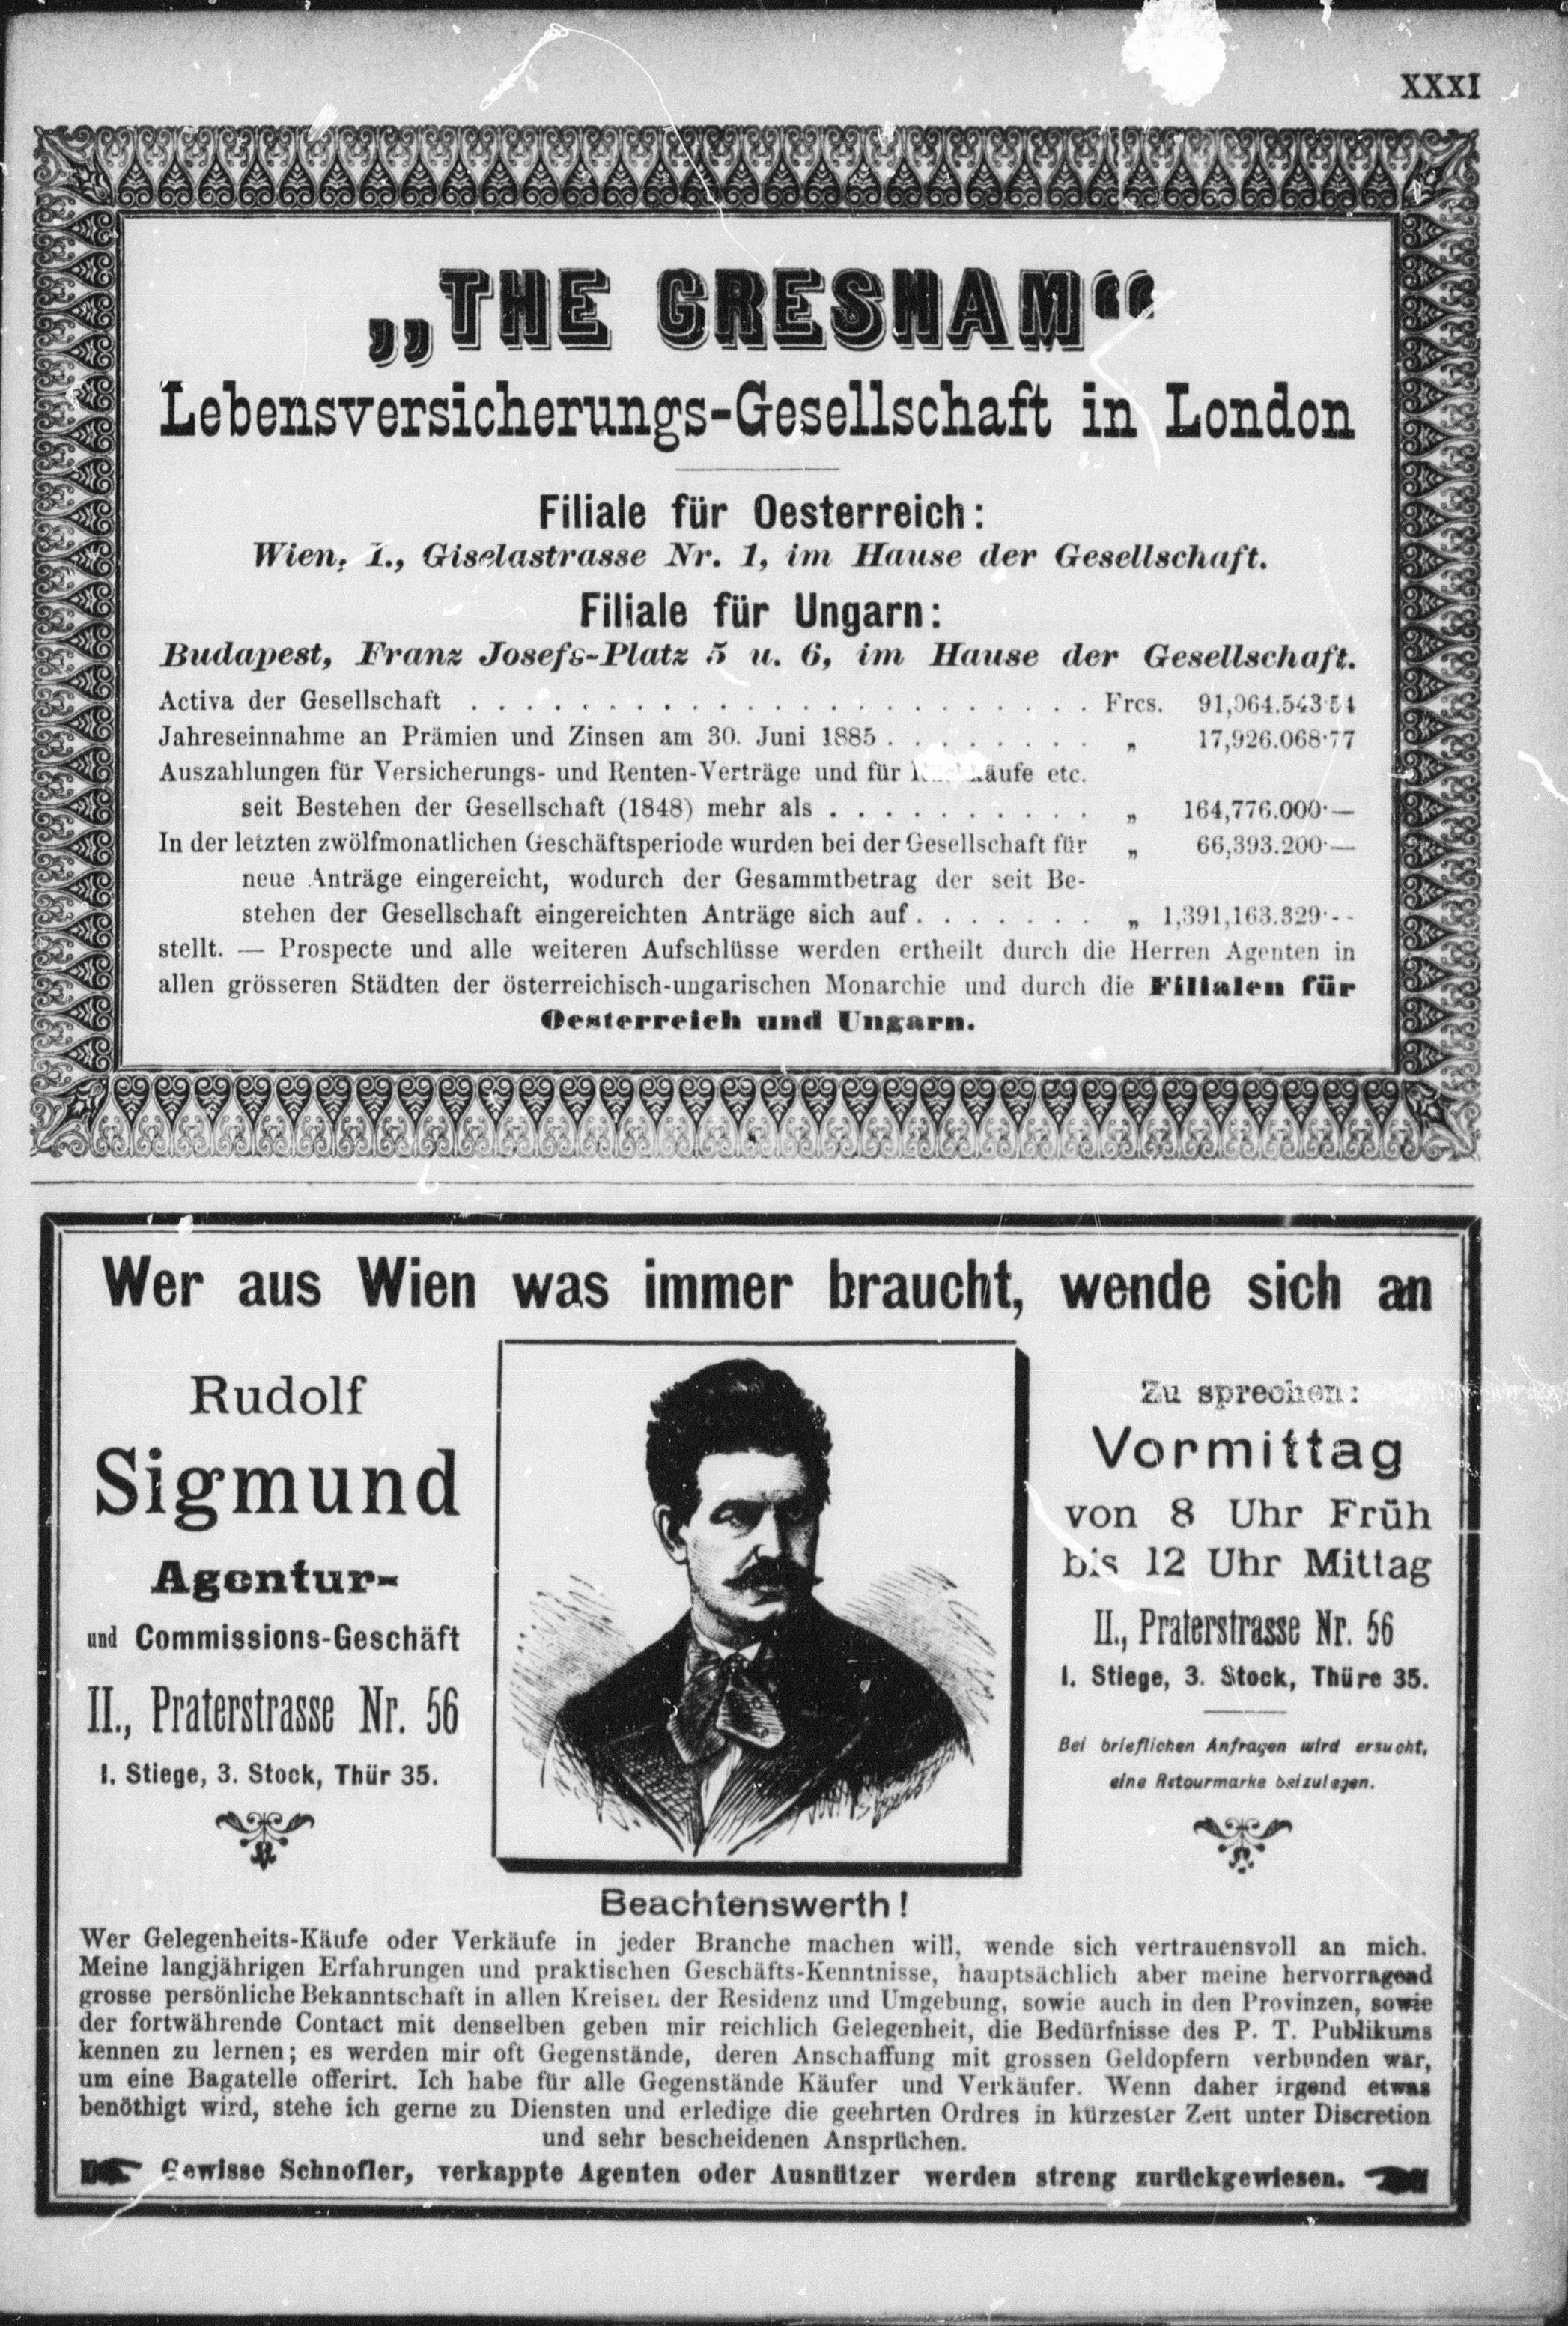 XXXI
„THE GRESHAM“
Lebensversicherungs-Gesellschaft in London
Filiale für Oesterreich:
Wien, I., Giselastrasse Nr. 1, im Hause der Gesellschaft.
Filiale für Ungarn:
Budapest, Franz Josefs-Platz 5 u. 6, im Hause der Gesellschaft.
Activa der Gesellschaft . . . . . . . . . . . . . . . . . . . . . . . Frcs. 91,064.543·54
Jahreseinnahme an Prämien und Zinsen am 30. Juni 1885 . . . . . . . . „ 17,926.068·77
Auszahlungen für Versicherungs- und Renten-Verträge und für etc.
seit Bestehen der Gesellschaft (1848) mehr als . . . . . . . . . . „ 164,776.000·—
In der letzten zwölfmonatlichen Geschäftsperiode wurden bei der Gesellschaft für „ 66,393.200·—
neue Anträge eingereicht, wodurch der Gesammtbetrag der seit Be-
stehen der Gesellschaft eingereichten Anträge sich auf . . . . . . . „ 1,391,163.329·—
stellt. — Prospecte und alle weiteren Aufschlüsse werden ertheilt durch die Herren Agenten in
allen grösseren Städten der österreichisch-ungarischen Monarchie und durch die Filialen für
Oesterreich und Ungarn.
Wer aus Wien was immer braucht, wende sich an
Rudolf
Sigmund
Agentur-
und Commissions-Geschäft
II., Praterstrasse Nr. 56
I. Stiege, 3. Stock, Thür 35.
Zu sprechen:
Vormittag
von 8 Uhr Früh
bis 12 Uhr Mittag
II., Praterstrasse Nr. 56
I. Stiege, 3. Stock, Thüre 35.
Bei brieflichen Anfragen wird ersucht,
eine Retourmarke beizulegen.
Beachtenswerth!
Wer Gelegenheits-Käufe oder Verkäufe in jeder Branche machen will, wende sich vertrauensvoll an mich.
Meine langjährigen Erfahrungen und praktischen Geschäfts-Kenntnisse, hauptsächlich aber meine hervorragend
grosse persönliche Bekanntschaft in allen Kreisen der Residenz und Umgebung, sowie auch in den Provinzen, sowie
der fortwährende Contact mit denselben geben mir reichlich Gelegenheit, die Bedürfnisse des P. T. Publikums
kennen zu lernen; es werden mir oft Gegenstände, deren Anschaffung mit grossen Geldopfern verbunden war,
um eine Bagatelle offerirt. Ich habe für alle Gegenstände Käufer und Verkäufer. Wenn daher irgend etwas
benöthigt wird, stehe ich gerne zu Diensten und erledige die geehrten Ordres in kürzester Zeit unter Discretion
und sehr bescheidenen Ansprüchen.
Gewisse Schnofler, verkappte Agenten oder Ausnützer werden streng zurückgewiesen.